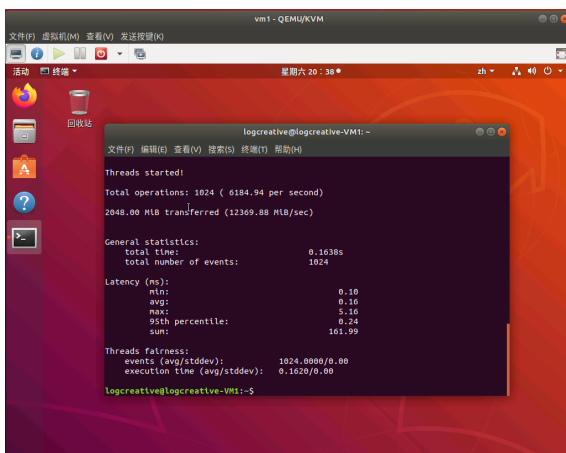 vm1 - QEMU/KVM
文件(F) 虚拟机(M) 查看(V) 发送按键(K)
活动 终端 星期六 20：38 zh
回收站
logcreative@logcreative-VM1: ~
文件(F) 编辑(E) 查看(V) 搜索(S) 终端(T) 帮助(H)
Threads started!
Total operations: 1024 ( 6184.94 per second)
2048.00 MiB transferred (12369.88 MiB/sec)
General statistics:
total time: 0.1638s
total number of events: 1024
Latency (ms):
min: 0.10
avg: 0.16
max: 5.16
95th percentile: 0.24
sum: 161.99
Threads fairness:
events (avg/stddev): 1024.0000/0.00
execution time (avg/stddev): 0.1620/0.00
logcreative@logcreative-VM1:~$